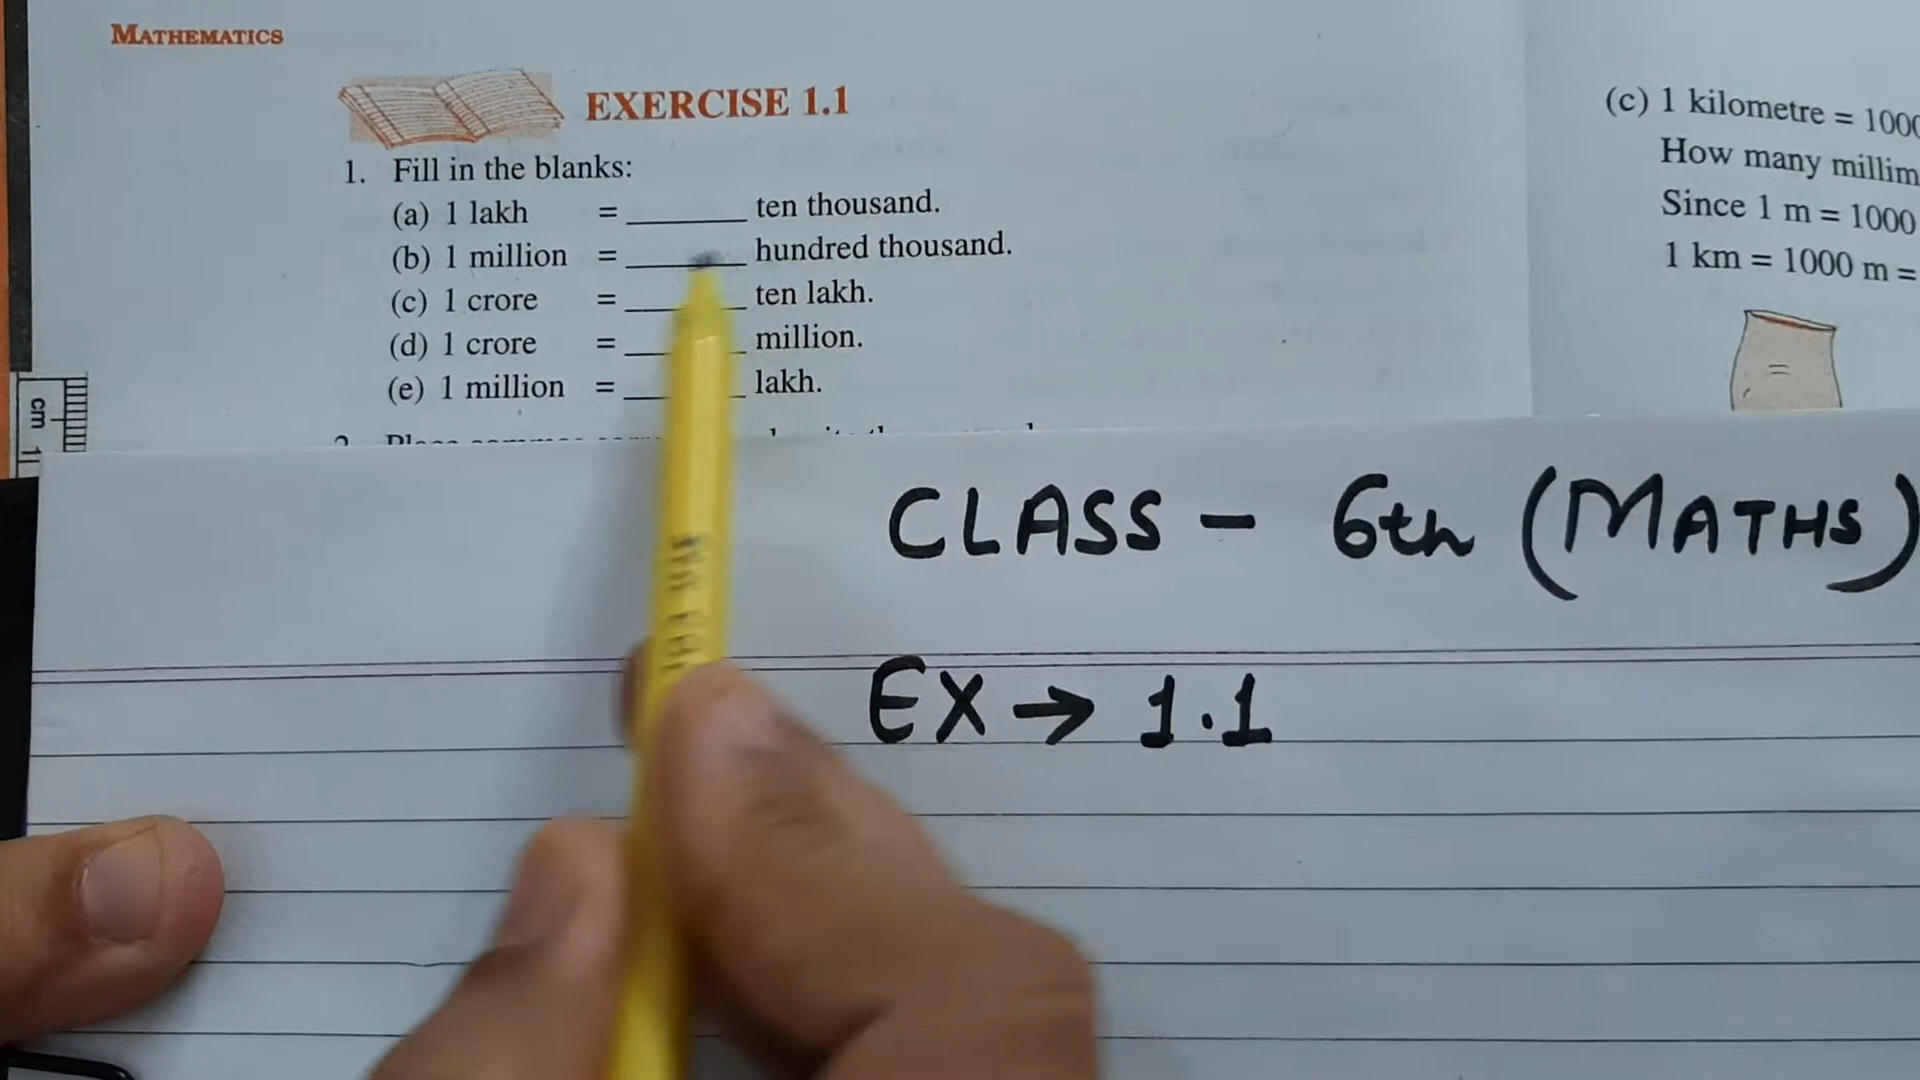 MATHEMATICS
EXERCISE 1.1
1. Fill in the blanks:
(a) 1 lakh = ______ ten thousand.
(b) 1 million = ______ hundred thousand.
(c) 1 crore = ______ ten lakh.
(d) 1 crore = ______ million.
(e) 1 million = ______ lakh.
(c) 1 kilometre = 1000
How many millim
Since 1 m = 1000
1 km = 1000 m =
cm 1
CLASS - 6th (MATHS)
EX → 1.1